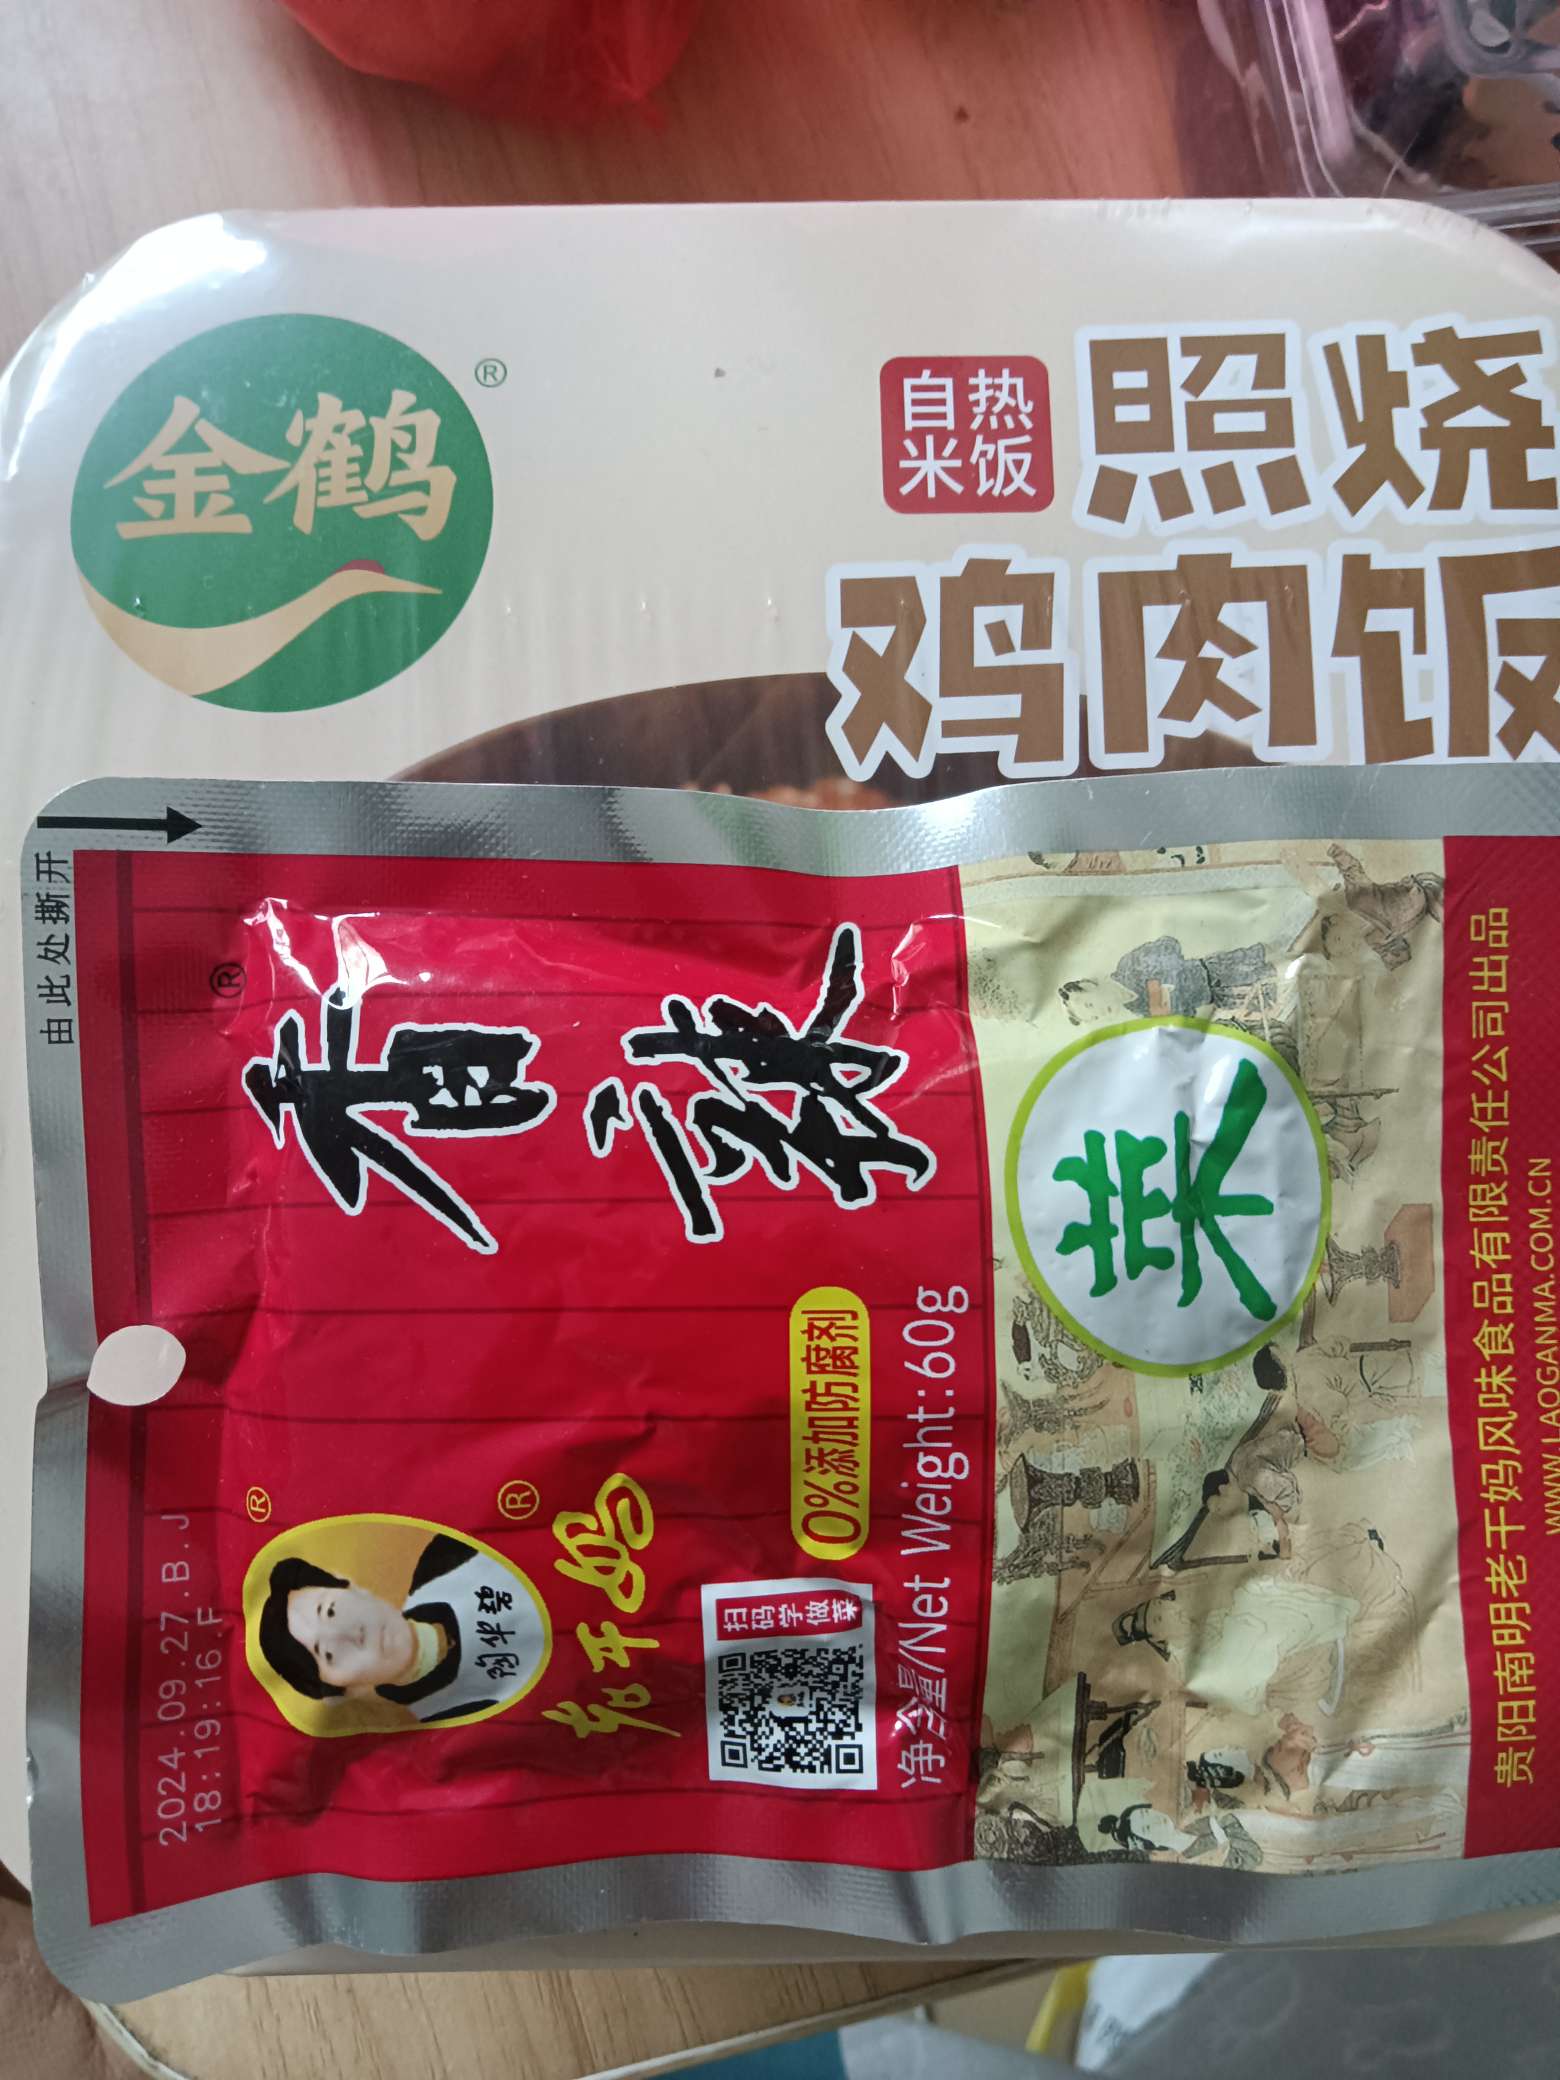 金鹤
®
自热
米饭
照烧
鸡肉饭
由此处撕开
®
香辣
菜
2024.09.27.B.J
18:19:16.F
®
陶华碧
®
老干妈
扫码学做菜
0%添加防腐剂
净含量/Net Weight:60g
贵阳南明老干妈风味食品有限责任公司出品
WWW.LAOGANMA.COM.CN